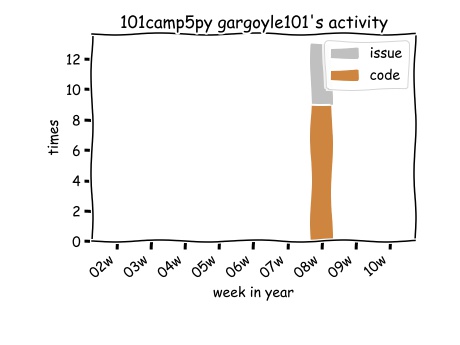 101camp5py gargoyle101's activity
issue
code
times
12
10
8
6
4
2
0
02w 03w 04w 05w 06w 07w 08w 09w 10w
week in year